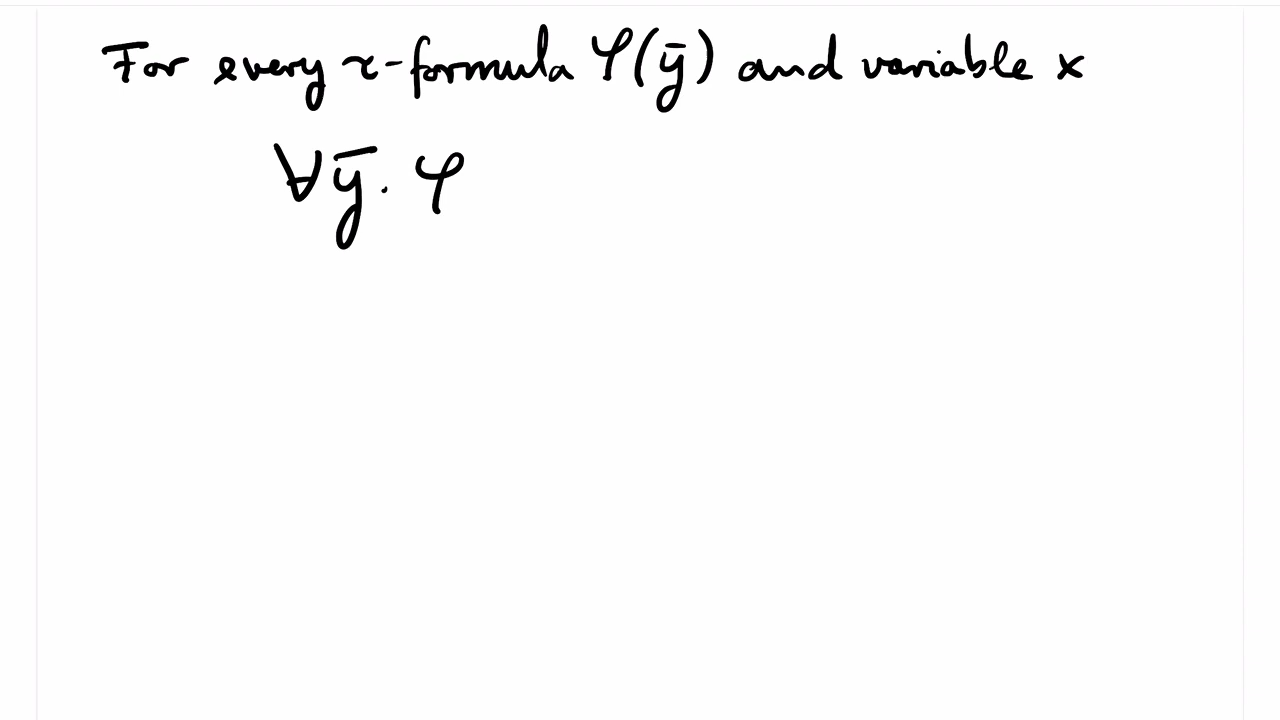 For every τ-formula φ(ȳ) and variable x
∀ȳ. φ